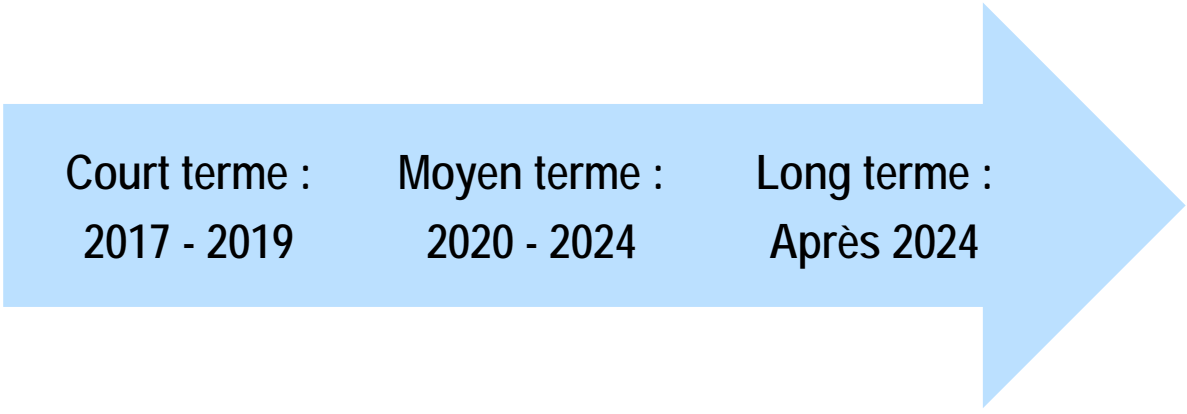 Court terme :
2017 - 2019
Moyen terme :
2020 - 2024
Long terme :
Après 2024